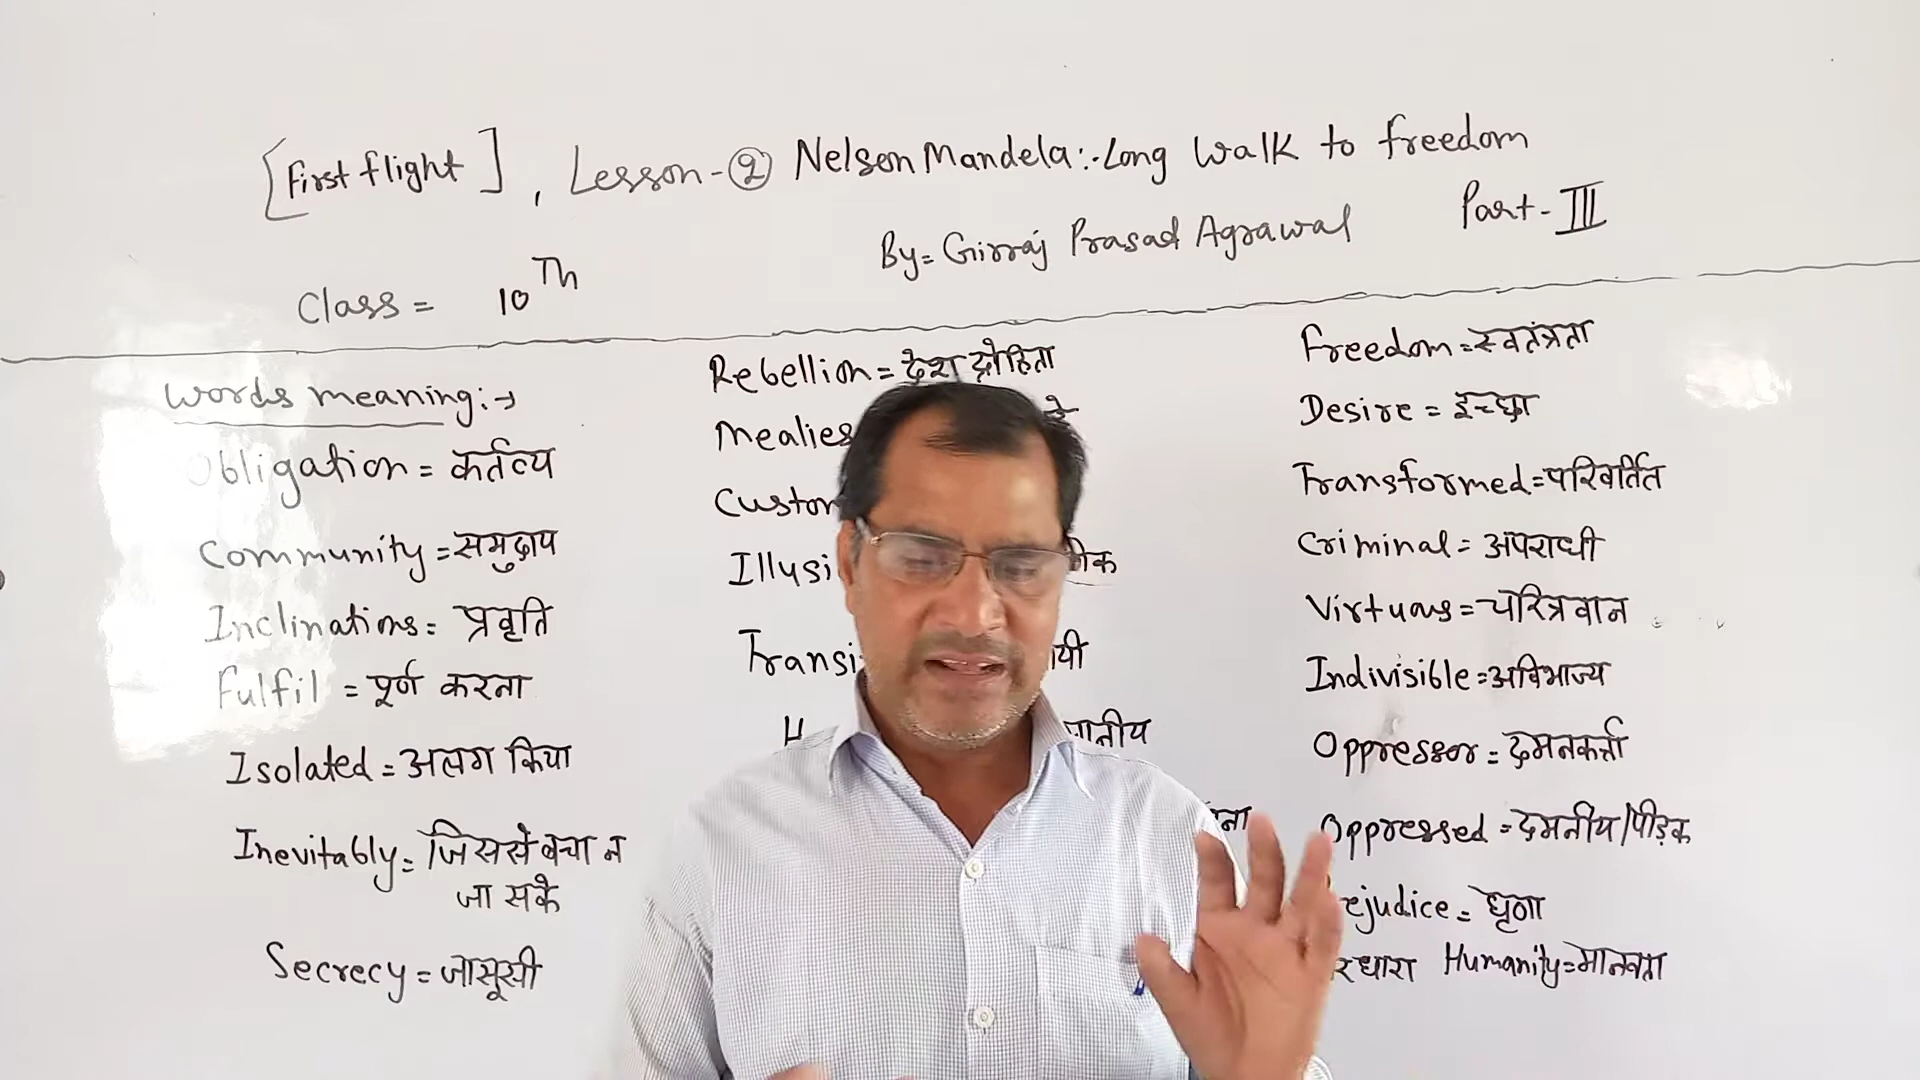 [First flight], Lesson-② Nelson Mandela:-Long Walk to freedom
By= Girraj Prasad Agrawal Part-III
Class = 10Th
Words meaning:→
Obligation = कर्तव्य
Community = समुदाय
Inclinations = प्रवृति
Fulfil = पूर्ण करना
Isolated = अलग किया
Inevitably = जिससे बचा न
जा सके
Secrecy = जासूसी
Rebellion = देश द्रोहिता
Mealies
Freedom = स्वतंत्रता
Desire = इच्छा
Transformed = परिवर्तित
Criminal = अपराधी
Virtuous = चरित्रवान
Indivisible = अविभाज्य
Oppressor = दमनकर्ता
Oppressed = दमनीय/पीड़क
ejudice = घृणा
रधारा Humanity = मानवता